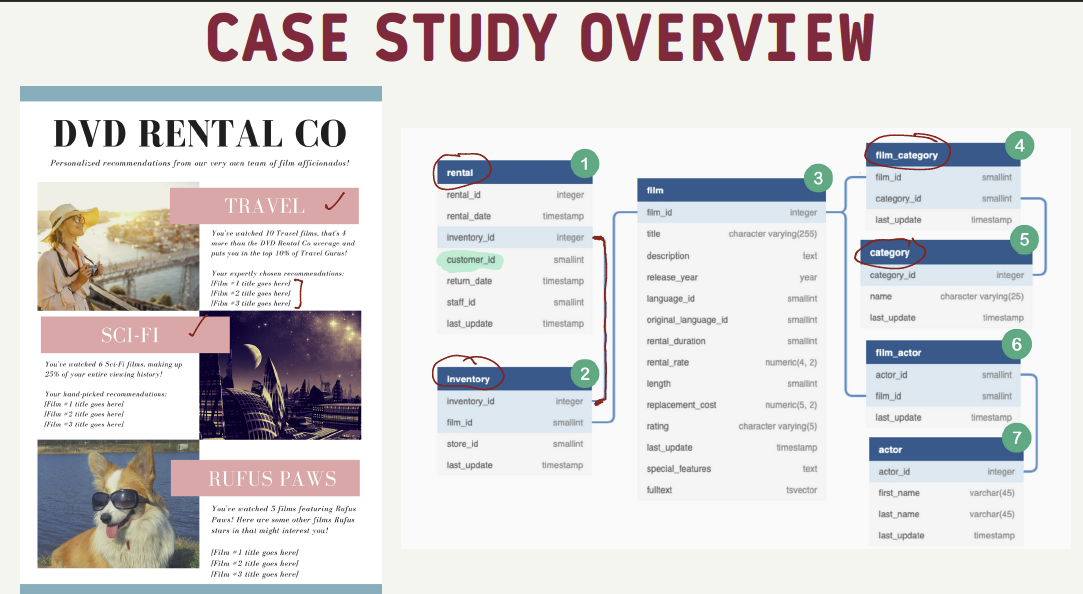 CASE STUDY OVERVIEW
DVD RENTAL CO
Personalized recommendations from our very own team of film afficionados!
TRAVEL
You've watched 10 Travel films, that's 4
more than the DVD Rental Co average and
puts you in the top 10% of Travel Gurus!
Your expertly chosen recommendations:
[Film #1 title goes here]
[Film #2 title goes here]
[Film #3 title goes here]
SCI-FI
You've watched 6 Sci-Fi films, making up
25% of your entire viewing history!
Your hand-picked recommendations:
[Film #1 title goes here]
[Film #2 title goes here]
[Film #3 title goes here]
RUFUS PAWS
You've watched 5 films featuring Rufus
Paws! Here are some other films Rufus
stars in that might interest you!
[Film #1 title goes here]
[Film #2 title goes here]
[Film #3 title goes here]
1
rental
rental_id integer
rental_date timestamp
inventory_id integer
customer_id smallint
return_date timestamp
staff_id smallint
last_update timestamp
2
inventory
inventory_id integer
film_id smallint
store_id smallint
last_update timestamp
3
film
film_id integer
title character varying(255)
description text
release_year year
language_id smallint
original_language_id smallint
rental_duration smallint
rental_rate numeric(4, 2)
length smallint
replacement_cost numeric(5, 2)
rating character varying(5)
last_update timestamp
special_features text
fulltext tsvector
4
film_category
film_id smallint
category_id smallint
last_update timestamp
5
category
category_id integer
name character varying(25)
last_update timestamp
6
film_actor
actor_id smallint
film_id smallint
last_update timestamp
7
actor
actor_id integer
first_name varchar(45)
last_name varchar(45)
last_update timestamp